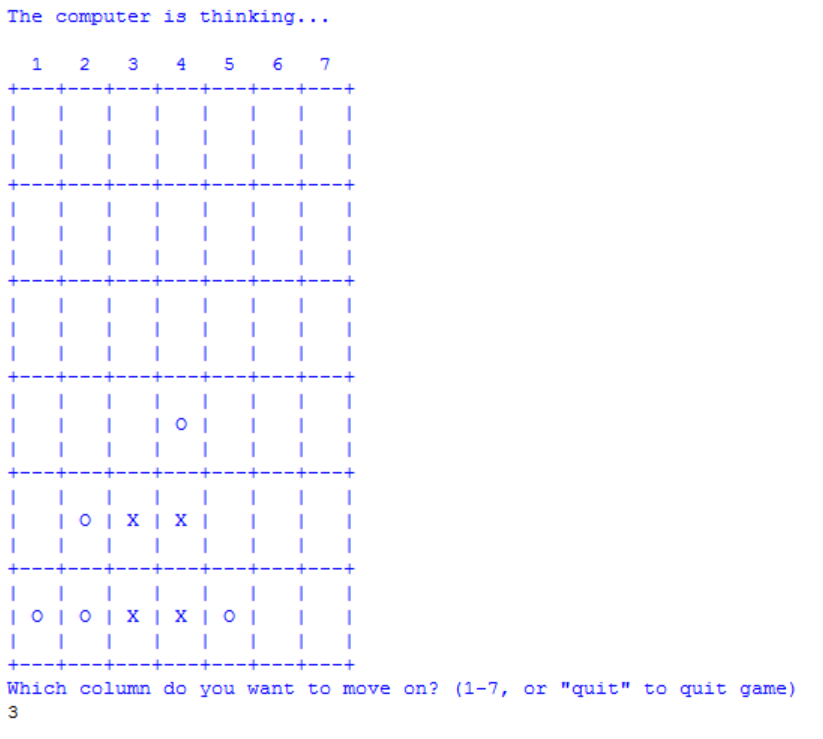 The computer is thinking...
  1   2   3   4   5   6   7
+---+---+---+---+---+---+---+
|   |   |   |   |   |   |   |
|   |   |   |   |   |   |   |
|   |   |   |   |   |   |   |
+---+---+---+---+---+---+---+
|   |   |   |   |   |   |   |
|   |   |   |   |   |   |   |
|   |   |   |   |   |   |   |
+---+---+---+---+---+---+---+
|   |   |   |   |   |   |   |
|   |   |   |   |   |   |   |
|   |   |   |   |   |   |   |
+---+---+---+---+---+---+---+
|   |   |   |   |   |   |   |
|   |   |   | O |   |   |   |
|   |   |   |   |   |   |   |
+---+---+---+---+---+---+---+
|   |   |   |   |   |   |   |
|   | O | X | X |   |   |   |
|   |   |   |   |   |   |   |
+---+---+---+---+---+---+---+
|   |   |   |   |   |   |   |
| O | O | X | X | O |   |   |
|   |   |   |   |   |   |   |
+---+---+---+---+---+---+---+
Which column do you want to move on? (1-7, or "quit" to quit game)
3